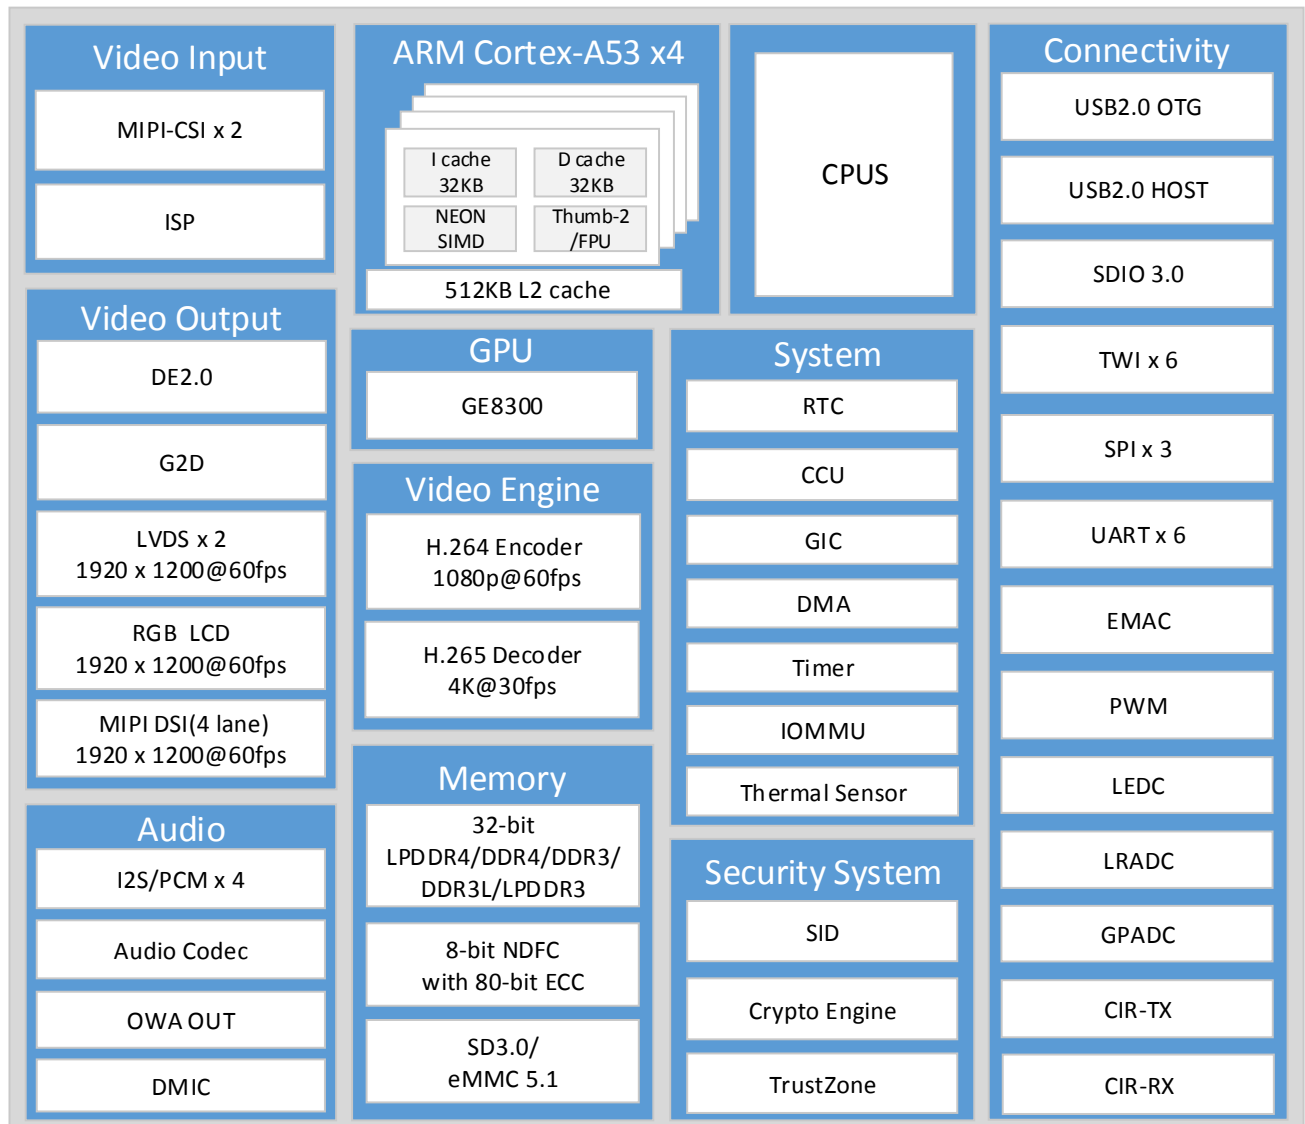 Video Input
MIPI-CSI x 2
ISP
Video Output
DE2.0
G2D
LVDS x 2
1920 x 1200@60fps
RGB LCD
1920 x 1200@60fps
MIPI DSI(4 lane)
1920 x 1200@60fps
Audio
I2S/PCM x 4
Audio Codec
OWA OUT
DMIC
ARM Cortex-A53 x4
I cache
32KB
D cache
32KB
NEON
SIMD
Thumb-2
/FPU
512KB L2 cache
CPUS
GPU
GE8300
Video Engine
H.264 Encoder
1080p@60fps
H.265 Decoder
4K@30fps
Memory
32-bit
LPDDR4/DDR4/DDR3/
DDR3L/LPDDR3
8-bit NDFC
with 80-bit ECC
SD3.0/
eMMC 5.1
System
RTC
CCU
GIC
DMA
Timer
IOMMU
Thermal Sensor
Security System
SID
Crypto Engine
TrustZone
Connectivity
USB2.0 OTG
USB2.0 HOST
SDIO 3.0
TWI x 6
SPI x 3
UART x 6
EMAC
PWM
LEDC
LRADC
GPADC
CIR-TX
CIR-RX